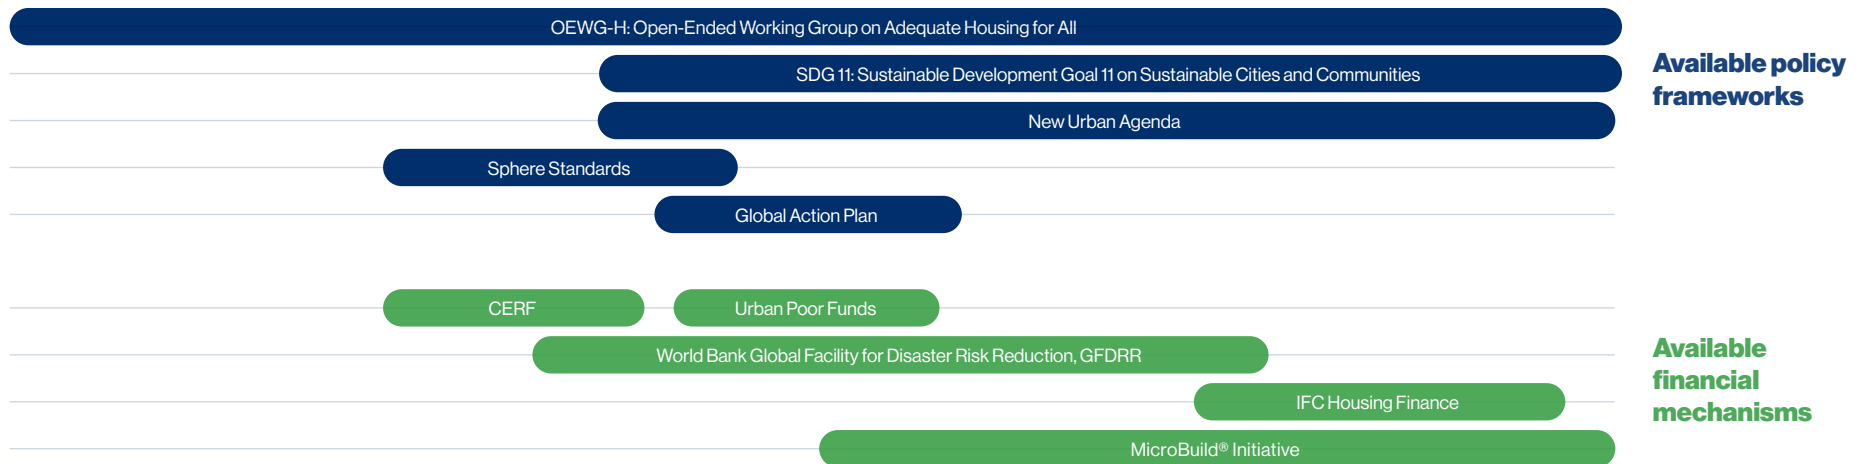 OEWG-H: Open-Ended Working Group on Adequate Housing for All
SDG 11: Sustainable Development Goal 11 on Sustainable Cities and Communities
New Urban Agenda
Sphere Standards
Global Action Plan
Available policy
frameworks
CERF
Urban Poor Funds
World Bank Global Facility for Disaster Risk Reduction, GFDRR
IFC Housing Finance
MicroBuild® Initiative
Available
financial
mechanisms